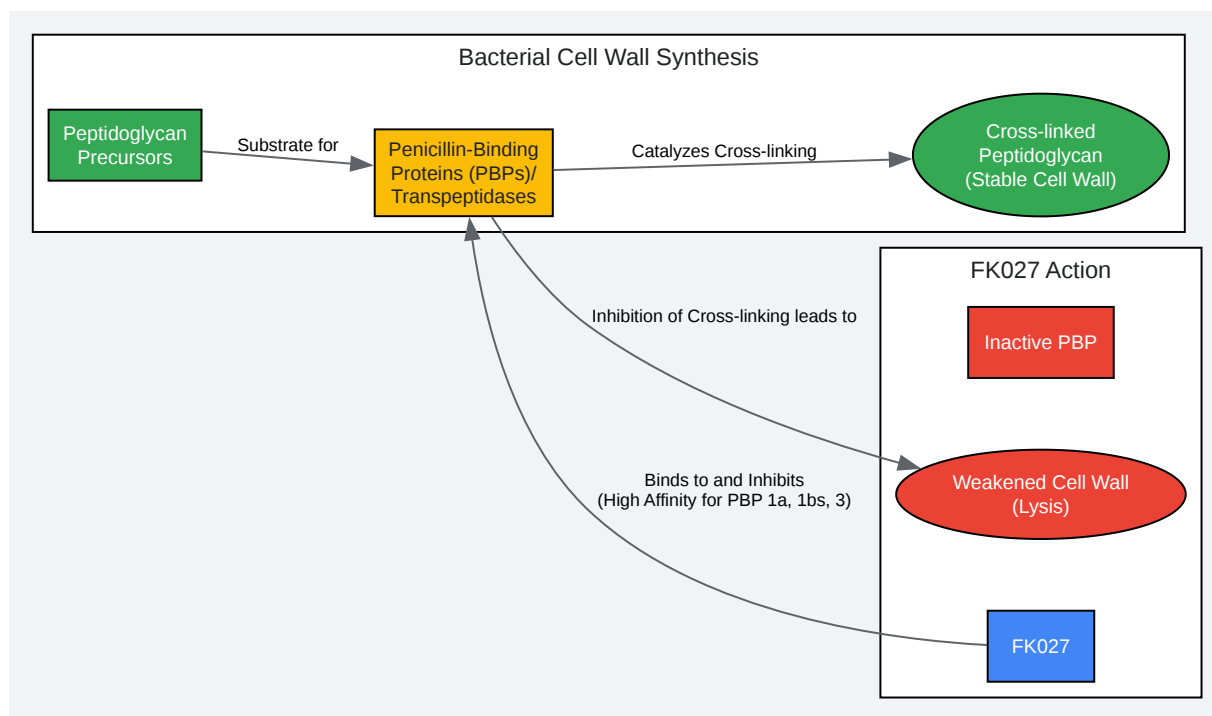 Bacterial Cell Wall Synthesis
Peptidoglycan
Precursors
Substrate for
Penicillin-Binding
Proteins (PBPs)/
Transpeptidases
Catalyzes Cross-linking
Cross-linked
Peptidoglycan
(Stable Cell Wall)
FK027 Action
Inhibition of Cross-linking leads to
Inactive PBP
Binds to and Inhibits
(High Affinity for PBP 1a, 1bs, 3)
Weakened Cell Wall
(Lysis)
FK027